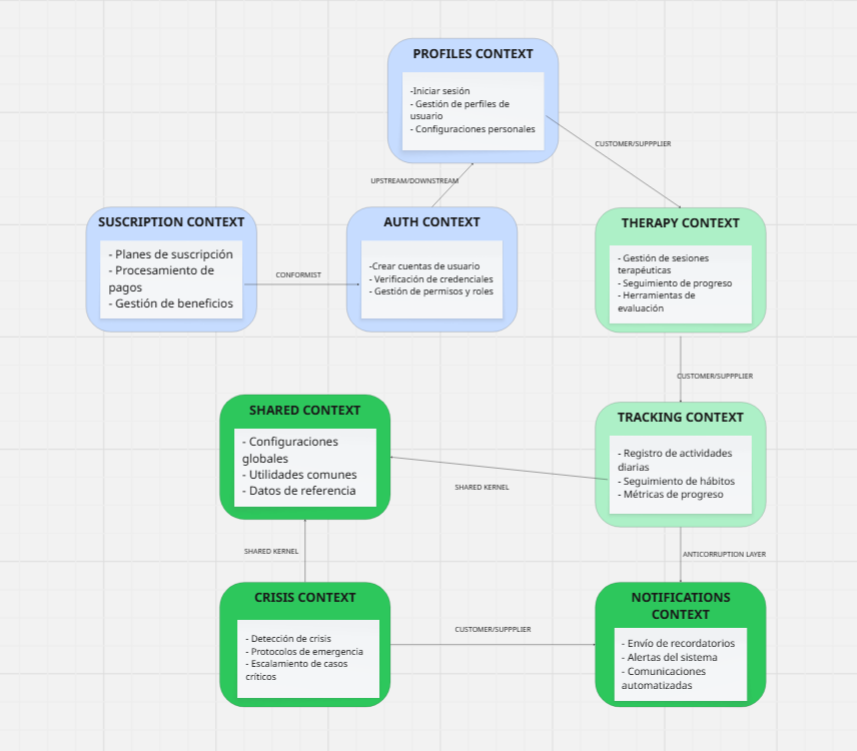 PROFILES CONTEXT
-Iniciar sesión
- Gestión de perfiles de
usuario
- Configuraciones personales
CUSTOMER/SUPPPLIER
UPSTREAM/DOWNSTREAM
SUSCRIPTION CONTEXT
- Planes de suscripción
- Procesamiento de
pagos
- Gestión de beneficios
CONFORMIST
AUTH CONTEXT
-Crear cuentas de usuario
- Verificación de credenciales
- Gestión de permisos y roles
THERAPY CONTEXT
- Gestión de sesiones
terapéuticas
- Seguimiento de progreso
- Herramientas de
evaluación
CUSTOMER/SUPPPLIER
SHARED CONTEXT
- Configuraciones
globales
- Utilidades comunes
- Datos de referencia
TRACKING CONTEXT
- Registro de actividades
diarias
- Seguimiento de hábitos
- Métricas de progreso
SHARED KERNEL
SHARED KERNEL
ANTICORRUPTION LAYER
CRISIS CONTEXT
- Detección de crisis
- Protocolos de emergencia
- Escalamiento de casos
críticos
CUSTOMER/SUPPPLIER
NOTIFICATIONS
CONTEXT
- Envío de recordatorios
- Alertas del sistema
- Comunicaciones
automatizadas